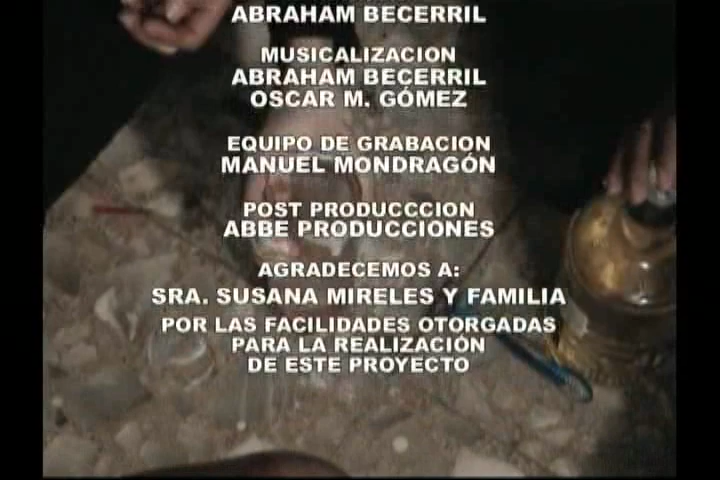 ABRAHAM BECERRIL
MUSICALIZACION
ABRAHAM BECERRIL
OSCAR M. GÓMEZ
EQUIPO DE GRABACION
MANUEL MONDRAGÓN
POST PRODUCCCION
ABBE PRODUCCIONES
AGRADECEMOS A:
SRA. SUSANA MIRELES Y FAMILIA
POR LAS FACILIDADES OTORGADAS
PARA LA REALIZACIÓN
DE ESTE PROYECTO